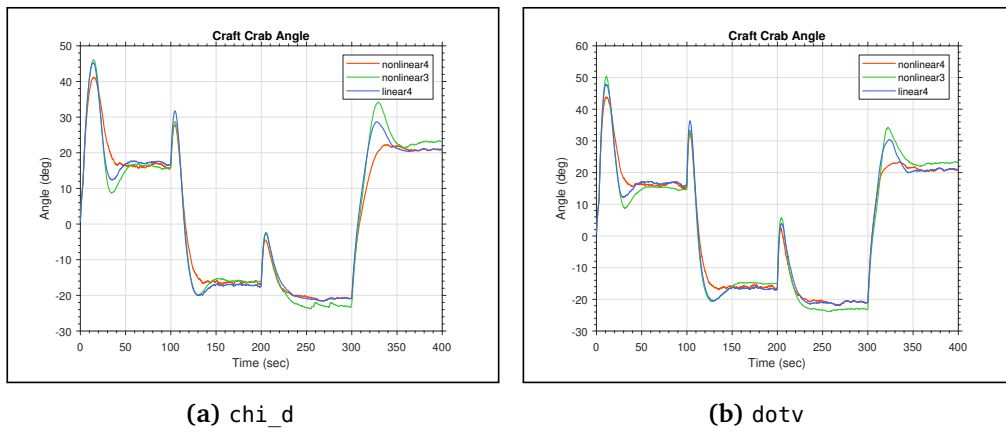 Craft Crab Angle
50
40
30
20
10
0
-10
-20
-30
Angle (deg)
nonlinear4
nonlinear3
linear4
0 50 100 150 200 250 300 350 400
Time (sec)
(a) chi_d
Craft Crab Angle
60
50
40
30
20
10
0
-10
-20
-30
Angle (deg)
nonlinear4
nonlinear3
linear4
0 50 100 150 200 250 300 350 400
Time (sec)
(b) dotv